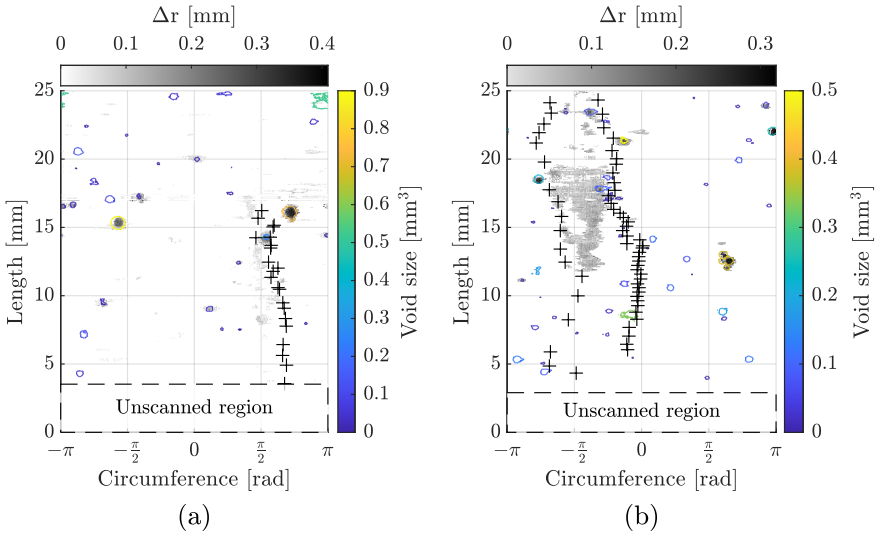 Δr [mm]
0 0.1 0.2 0.3 0.4
25
20
15
10
5
0
Length [mm]
Unscanned region
−π −π/2 0 π/2 π
Circumference [rad]
0.9
0.8
0.7
0.6
0.5
0.4
0.3
0.2
0.1
0
Void size [mm³]
(a)
Δr [mm]
0 0.1 0.2 0.3
25
20
15
10
5
0
Length [mm]
Unscanned region
−π −π/2 0 π/2 π
Circumference [rad]
0.5
0.4
0.3
0.2
0.1
0
Void size [mm³]
(b)